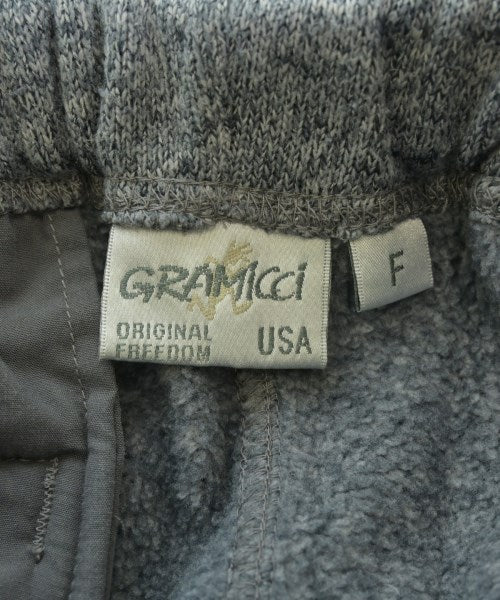 GRAMiCCi
ORIGINAL
FREEDOM
USA
F